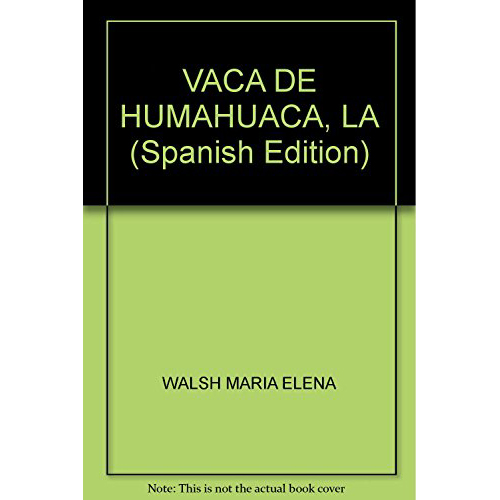 VACA DE
HUMAHUACA, LA
(Spanish Edition)
WALSH MARIA ELENA
Note: This is not the actual book cover